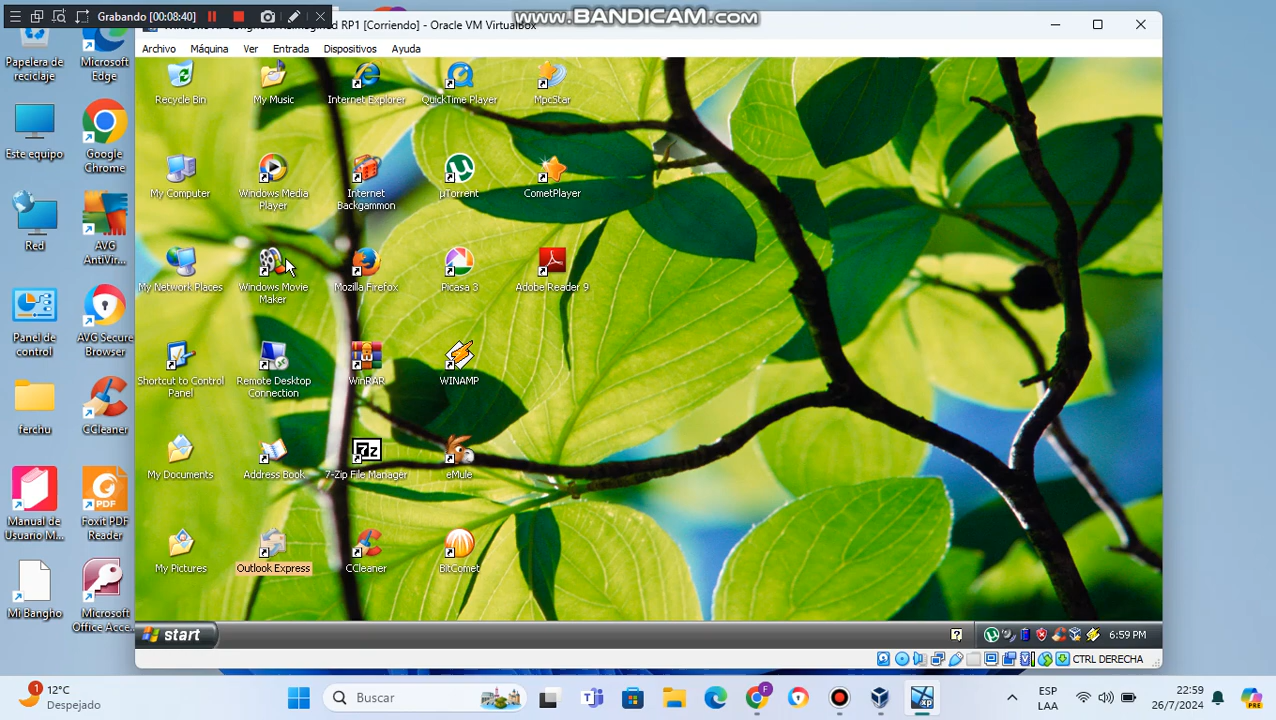 Grabando [00:08:40]
www.BANDICAM.com
RP1 [Corriendo] - Oracle VM VirtualBox
Archivo Máquina Ver Entrada Dispositivos Ayuda
Papelera de reciclaje
Microsoft Edge
Este equipo
Google Chrome
Red
AVG AntiVir...
Panel de control
AVG Secure Browser
ferchu
CCleaner
Manual de Usuario M...
Foxit PDF Reader
Mi Bangho
Microsoft Office Acce...
Recycle Bin
My Music
Internet Explorer
QuickTime Player
MpcStar
My Computer
Windows Media Player
Internet Backgammon
µTorrent
CometPlayer
My Network Places
Windows Movie Maker
Mozilla Firefox
Picasa 3
Adobe Reader 9
Shortcut to Control Panel
Remote Desktop Connection
WinRAR
WINAMP
My Documents
Address Book
7-Zip File Manager
eMule
My Pictures
Outlook Express
CCleaner
BitComet
start
6:59 PM
CTRL DERECHA
1
12°C
Despejado
Buscar
ESP
LAA
22:59
26/7/2024